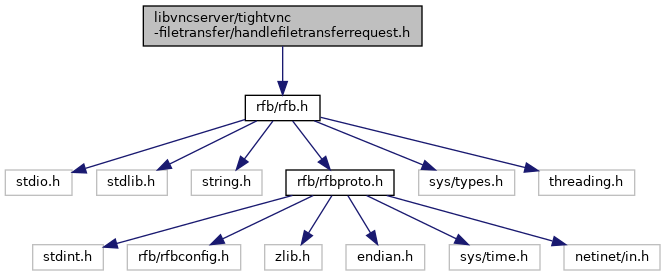 libvncserver/tightvnc
-filetransfer/handlefiletransferrequest.h
rfb/rfb.h
stdio.h
stdlib.h
string.h
rfb/rfbproto.h
sys/types.h
threading.h
stdint.h
rfb/rfbconfig.h
zlib.h
endian.h
sys/time.h
netinet/in.h